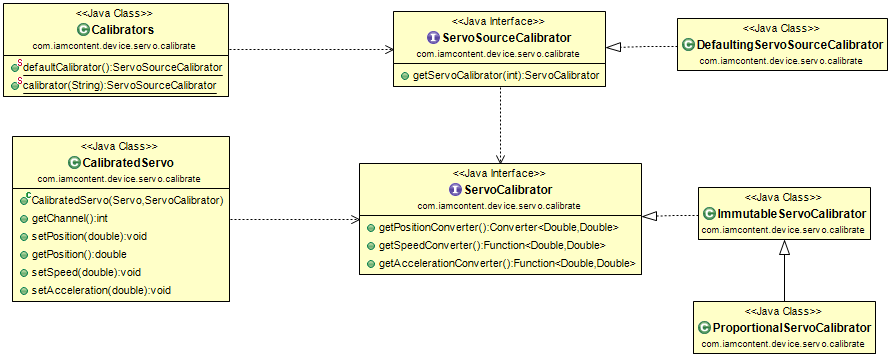 <<Java Class>>
Calibrators
com.iamcontent.device.servo.calibrate
defaultCalibrator():ServoSourceCalibrator
calibrator(String):ServoSourceCalibrator
<<Java Interface>>
ServoSourceCalibrator
com.iamcontent.device.servo.calibrate
getServoCalibrator(int):ServoCalibrator
<<Java Class>>
DefaultingServoSourceCalibrator
com.iamcontent.device.servo.calibrate
<<Java Class>>
CalibratedServo
com.iamcontent.device.servo.calibrate
CalibratedServo(Servo,ServoCalibrator)
getChannel():int
setPosition(double):void
getPosition():double
setSpeed(double):void
setAcceleration(double):void
<<Java Interface>>
ServoCalibrator
com.iamcontent.device.servo.calibrate
getPositionConverter():Converter<Double,Double>
getSpeedConverter():Function<Double,Double>
getAccelerationConverter():Function<Double,Double>
<<Java Class>>
ImmutableServoCalibrator
com.iamcontent.device.servo.calibrate
<<Java Class>>
ProportionalServoCalibrator
com.iamcontent.device.servo.calibrate